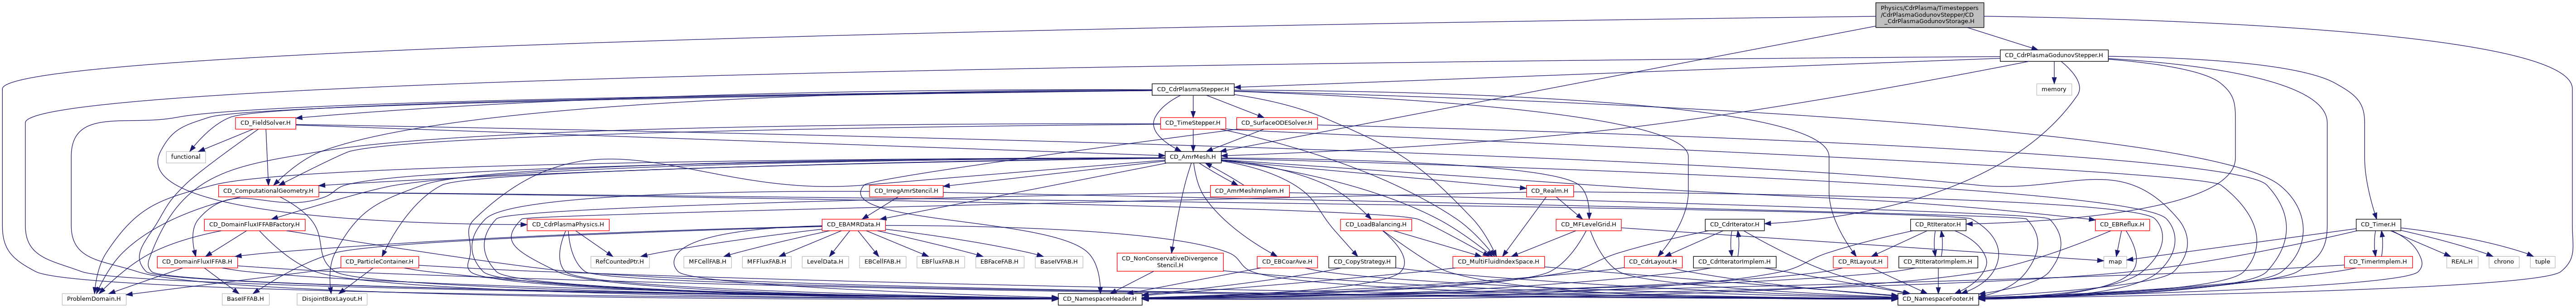 Physics/CdrPlasma/Timesteppers
/CdrPlasmaGodunovStepper/CD
_CdrPlasmaGodunovStorage.H
CD_CdrPlasmaGodunovStepper.H
CD_CdrPlasmaStepper.H
memory
CD_FieldSolver.H
CD_TimeStepper.H
CD_SurfaceODESolver.H
functional
CD_AmrMesh.H
CD_ComputationalGeometry.H
CD_IrregAmrStencil.H
CD_AmrMeshImplem.H
CD_Realm.H
CD_DomainFluxIFFABFactory.H
CD_CdrPlasmaPhysics.H
CD_EBAMRData.H
CD_LoadBalancing.H
CD_MFLevelGrid.H
CD_CdrIterator.H
CD_RtIterator.H
CD_EBReflux.H
CD_Timer.H
CD_DomainFluxIFFAB.H
CD_ParticleContainer.H
RefCountedPtr.H
MFCellFAB.H
MFFluxFAB.H
LevelData.H
EBCellFAB.H
EBFluxFAB.H
EBFaceFAB.H
BaseIVFAB.H
CD_NonConservativeDivergence
Stencil.H
CD_EBCoarAve.H
CD_CopyStrategy.H
CD_MultiFluidIndexSpace.H
CD_CdrLayout.H
CD_CdrIteratorImplem.H
CD_RtLayout.H
CD_RtIteratorImplem.H
map
CD_TimerImplem.H
REAL.H
chrono
tuple
ProblemDomain.H
BaseIFFAB.H
DisjointBoxLayout.H
CD_NamespaceHeader.H
CD_NamespaceFooter.H